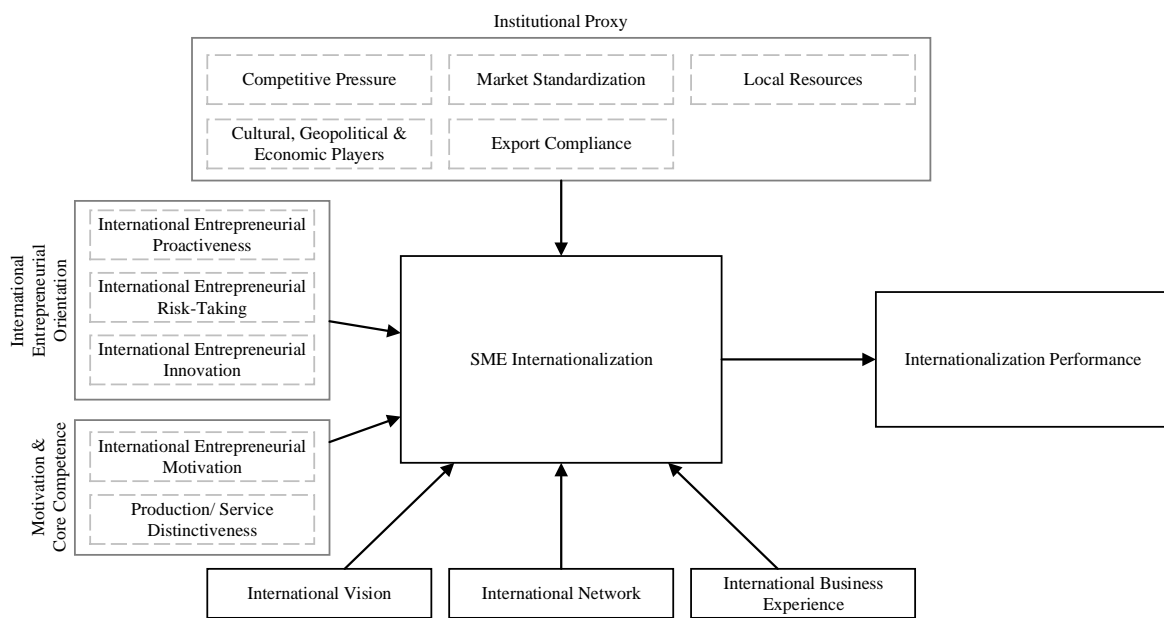 Institutional Proxy
Competitive Pressure
Market Standardization
Local Resources
Cultural, Geopolitical &
Economic Players
Export Compliance
International
Entrepreneurial
Orientation
International Entrepreneurial
Proactiveness
International Entrepreneurial
Risk-Taking
International Entrepreneurial
Innovation
SME Internationalization
Internationalization Performance
Motivation &
Core Competence
International Entrepreneurial
Motivation
Production/ Service
Distinctiveness
International Vision
International Network
International Business
Experience